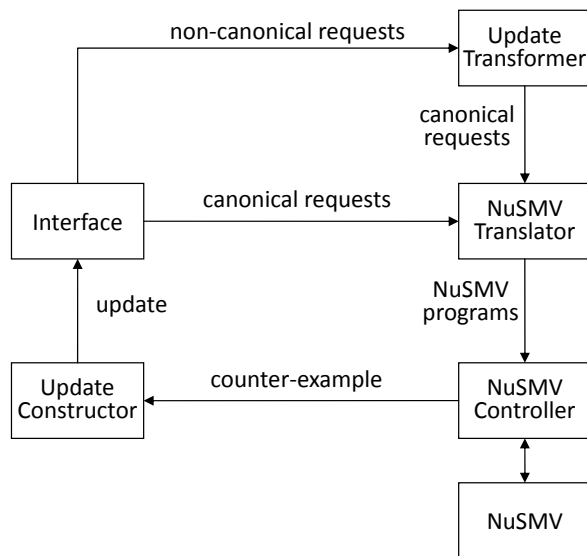 non-canonical requests
Update
Transformer
canonical
requests
Interface
canonical requests
NuSMV
Translator
update
NuSMV
programs
Update
Constructor
counter-example
NuSMV
Controller
NuSMV